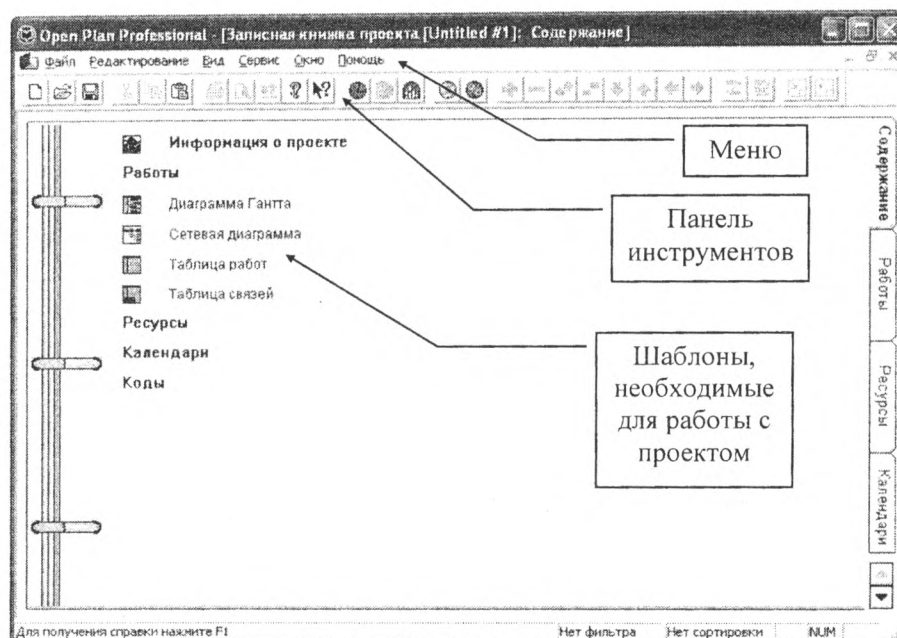 Open Plan Professional - [Записная книжка проекта [Untitled #1]: Содержание]
Файл Редактирование Вид Сервис Окно Помощь
Информация о проекте
Работы
Диаграмма Гантта
Сетевая диаграмма
Таблица работ
Таблица связей
Ресурсы
Календари
Коды
Меню
Панель
инструментов
Шаблоны,
необходимые
для работы с
проектом
Содержание
Работы
Ресурсы
Календари
Для получения справки нажмите F1
Нет фильтра
Нет сортировки
NUM